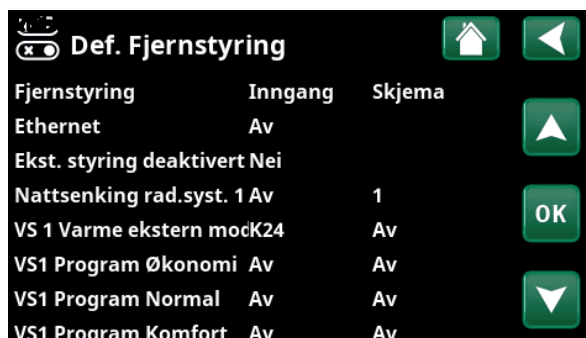 Def. Fjernstyring
Fjernstyring Inngang Skjema
Ethernet Av
Ekst. styring deaktivert Nei
Nattsenking rad.syst. 1 Av 1
VS 1 Varme ekstern mod K24 Av
OK
VS1 Program Økonomi Av Av
VS1 Program Normal Av Av
VS1 Program Komfort Av Av